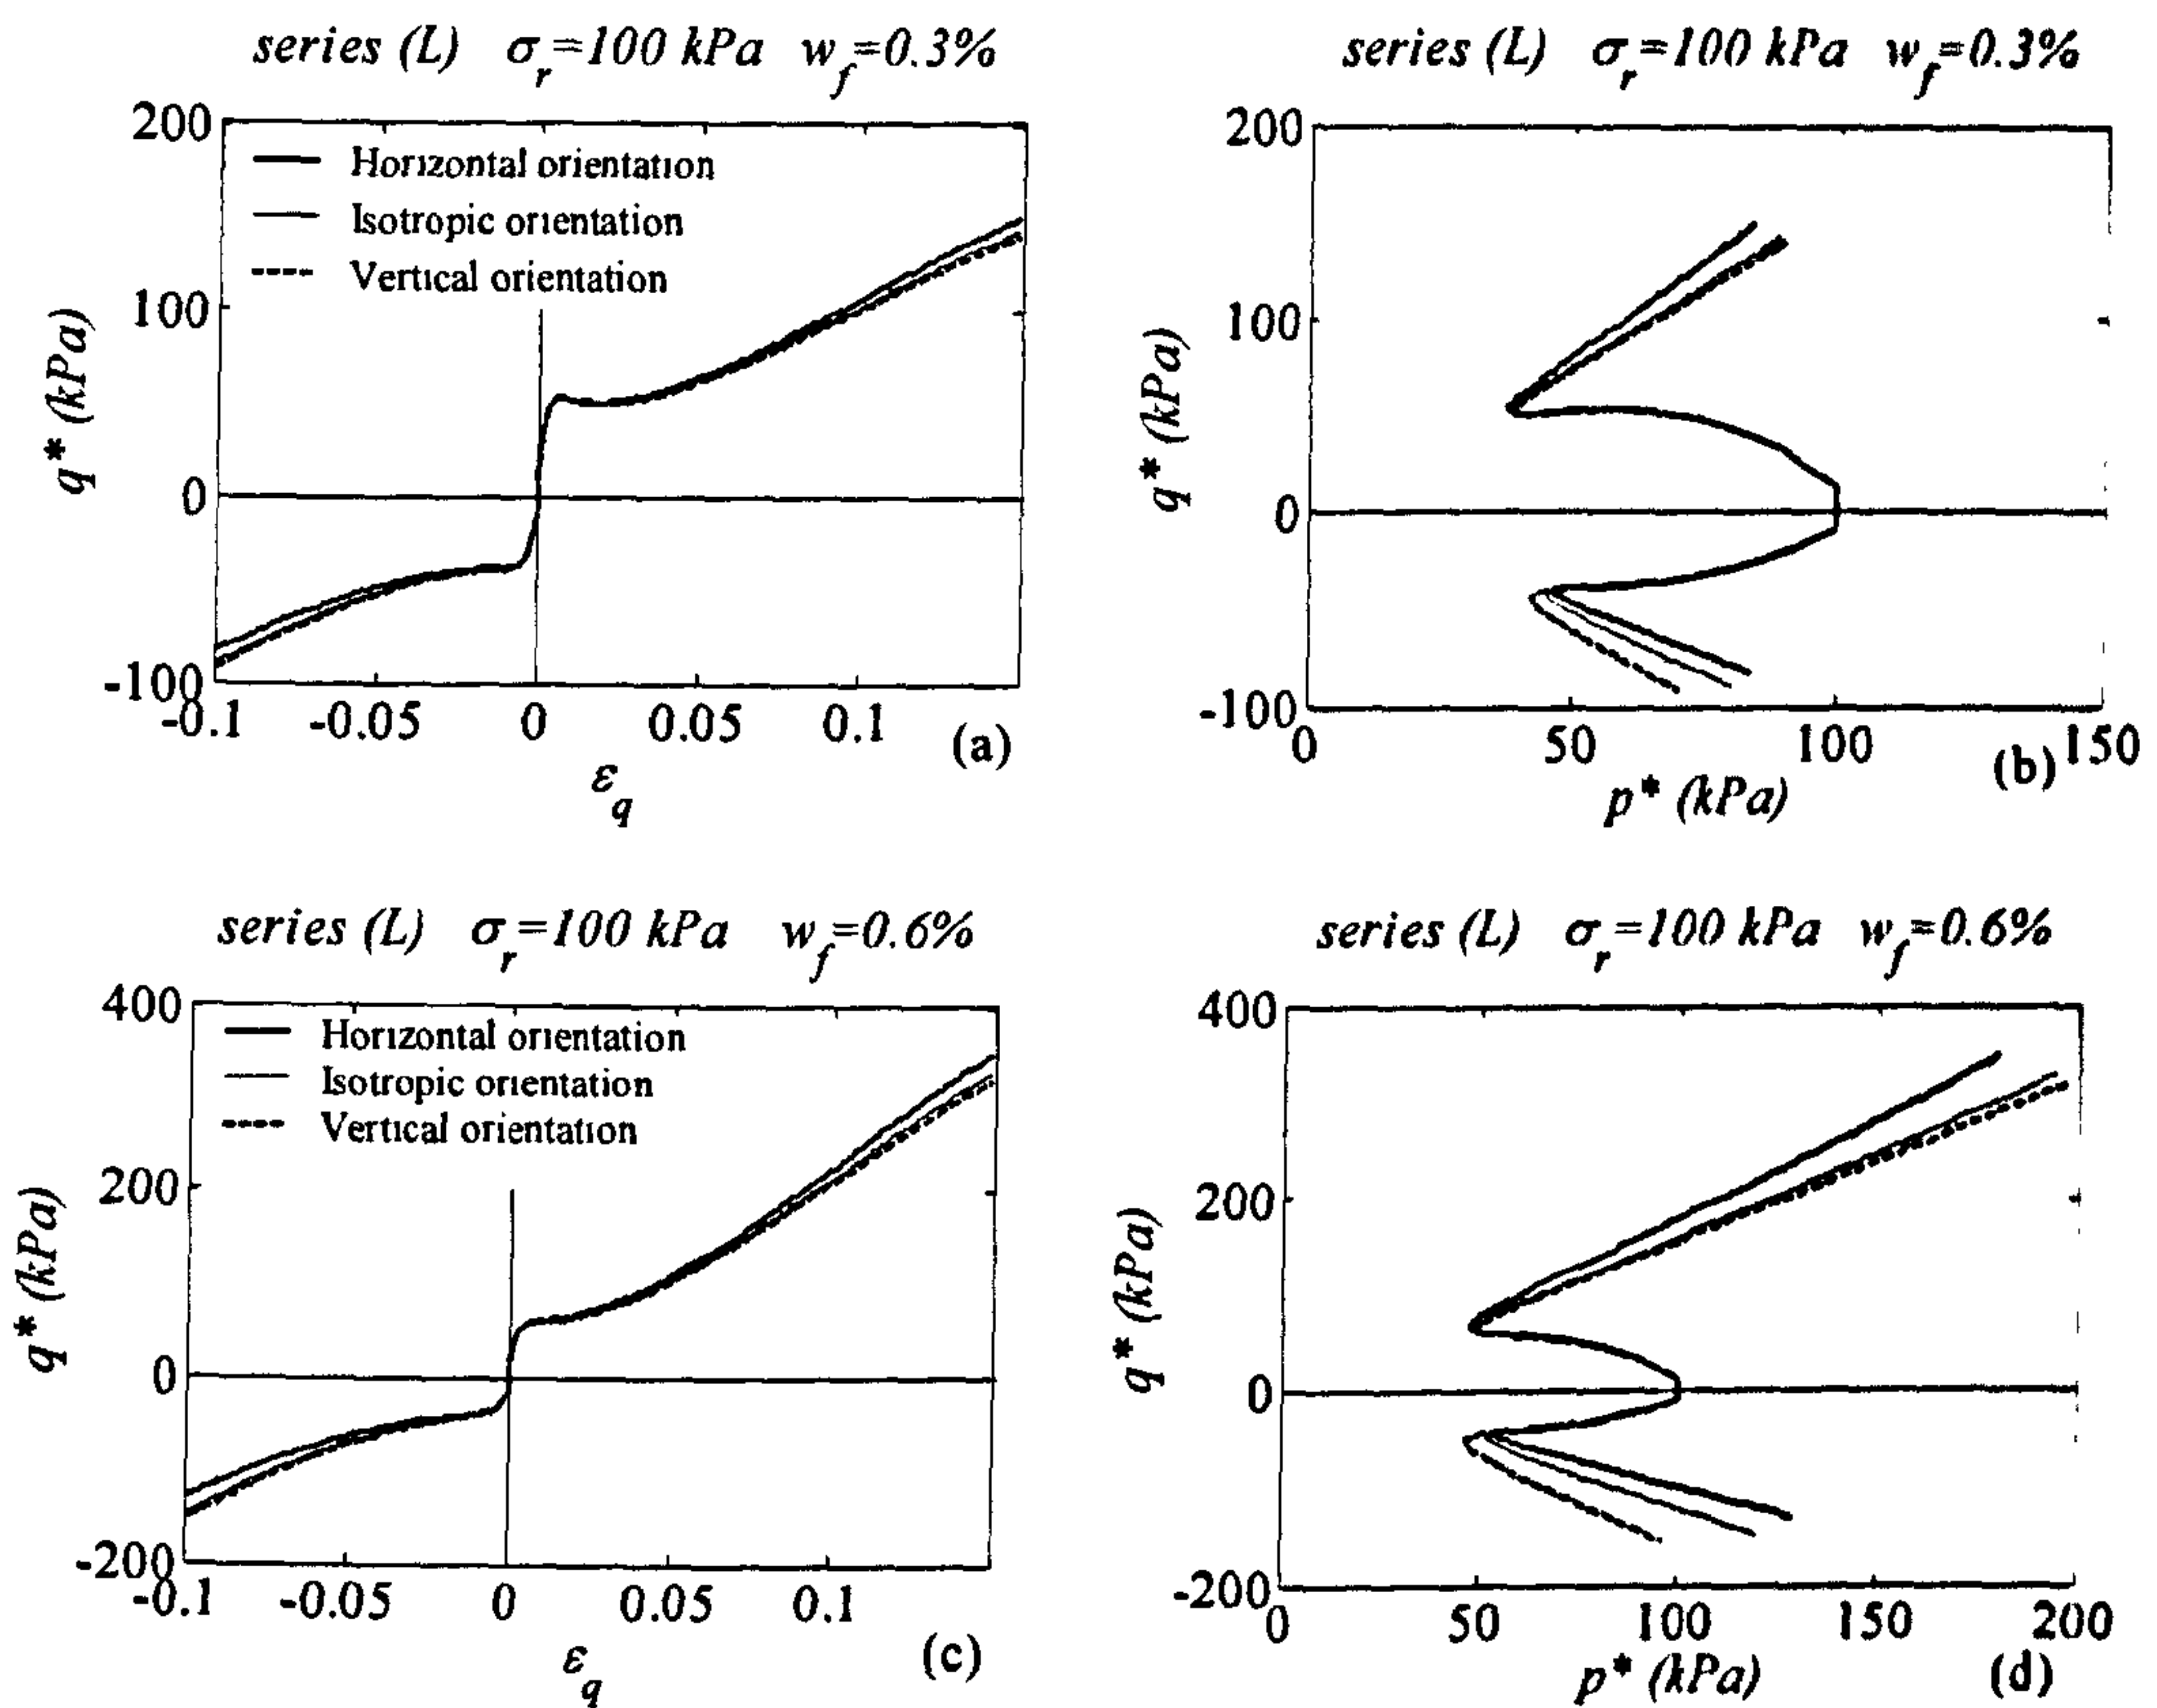 series (L) σr=100 kPa wf=0.3%
200
100
0
-100
q* (kPa)
Horizontal orientation
Isotropic orientation
Vertical orientation
-0.1 -0.05 0 0.05 0.1
εq
(a)
series (L) σr=100 kPa wf=0.3%
200
100
0
-100
q* (kPa)
0 50 100 150
p* (kPa)
(b)
series (L) σr=100 kPa wf=0.6%
400
200
0
-200
q* (kPa)
Horizontal orientation
Isotropic orientation
Vertical orientation
-0.1 -0.05 0 0.05 0.1
εq
(c)
series (L) σr=100 kPa wf=0.6%
400
200
0
-200
q* (kPa)
0 50 100 150 200
p* (kPa)
(d)